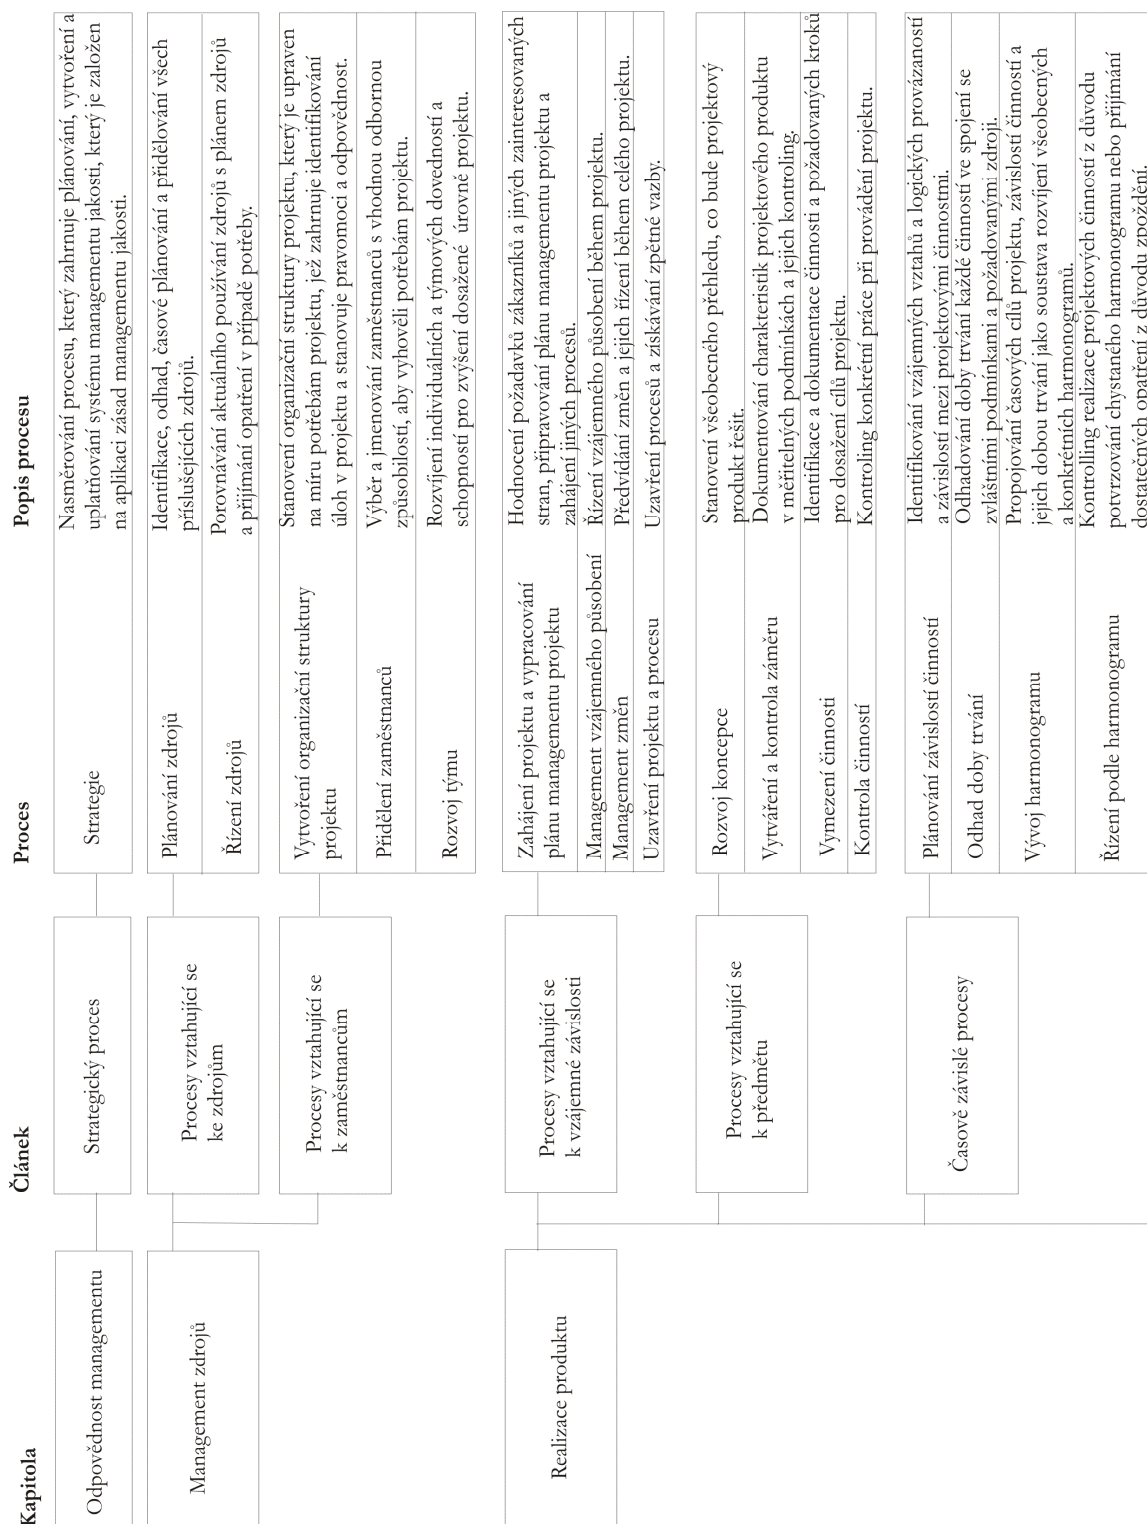 Kapitola
Článek
Proces
Popis procesu
Odpovědnost managementu
Strategický proces
Strategie
Nasměrování procesu, který zahrnuje plánování, vytvoření a
uplatňování systému managementu jakosti, který je založen
na aplikaci zásad managementu jakosti.
Management zdrojů
Procesy vztahující se
ke zdrojům
Plánování zdrojů
Identifikace, odhad, časové plánování a přidělování všech
příslušejících zdrojů.
Řízení zdrojů
Porovnávání aktuálního používání zdrojů s plánem zdrojů
a přijímání opatření v případě potřeby.
Procesy vztahující se
k zaměstnancům
Vytvoření organizační struktury
projektu
Stanovení organizační struktury projektu, který je upraven
na míru potřebám projektu, jež zahrnuje identifikování
úloh v projektu a stanovuje pravomoci a odpovědnost.
Přidělení zaměstnanců
Výběr a jmenování zaměstnanců s vhodnou odbornou
způsobilostí, aby vyhověli potřebám projektu.
Rozvoj týmu
Rozvíjení individuálních a týmových dovedností a
schopností pro zvýšení dosažené úrovně projektu.
Realizace produktu
Procesy vztahující se
k vzájemné závislosti
Zahájení projektu a vypracování
plánu managementu projektu
Hodnocení požadavků zákazníků a jiných zainteresovaných
stran, připravování plánu managementu projektu a
zahájení jiných procesů.
Management vzájemného působení
Řízení vzájemného působení během projektu.
Management změn
Předvídání změn a jejich řízení během celého projektu.
Uzavření projektu a procesu
Uzavření procesů a získávání zpětné vazby.
Procesy vztahující se
k předmětu
Rozvoj koncepce
Stanovení všeobecného přehledu, co bude projektový
produkt řešit.
Vytváření a kontrola záměru
Dokumentování charakteristik projektového produktu
v měřitelných podmínkách a jejich kontroling.
Vymezení činnosti
Identifikace a dokumentace činnosti a požadovaných kroků
pro dosažení cílů projektu.
Kontrola činností
Kontroling konkrétní práce při provádění projektu.
Časově závislé procesy
Plánování závislostí činností
Identifikování vzájemných vztahů a logických provázaností
a závislostí mezi projektovými činnostmi.
Odhad doby trvání
Odhadování doby trvání každé činností ve spojení se
zvláštními podmínkami a požadovanými zdroji.
Vývoj harmonogramu
Propojování časových cílů projektu, závislostí činností a
jejich dobou trvání jako soustava rozvíjení všeobecných
a konkrétních harmonogramů.
Řízení podle harmonogramu
Kontrolling realizace projektových činností z důvodu
potvrzování chystaného harmonogramu nebo přijímání
dostatečných opatření z důvodu zpoždění.